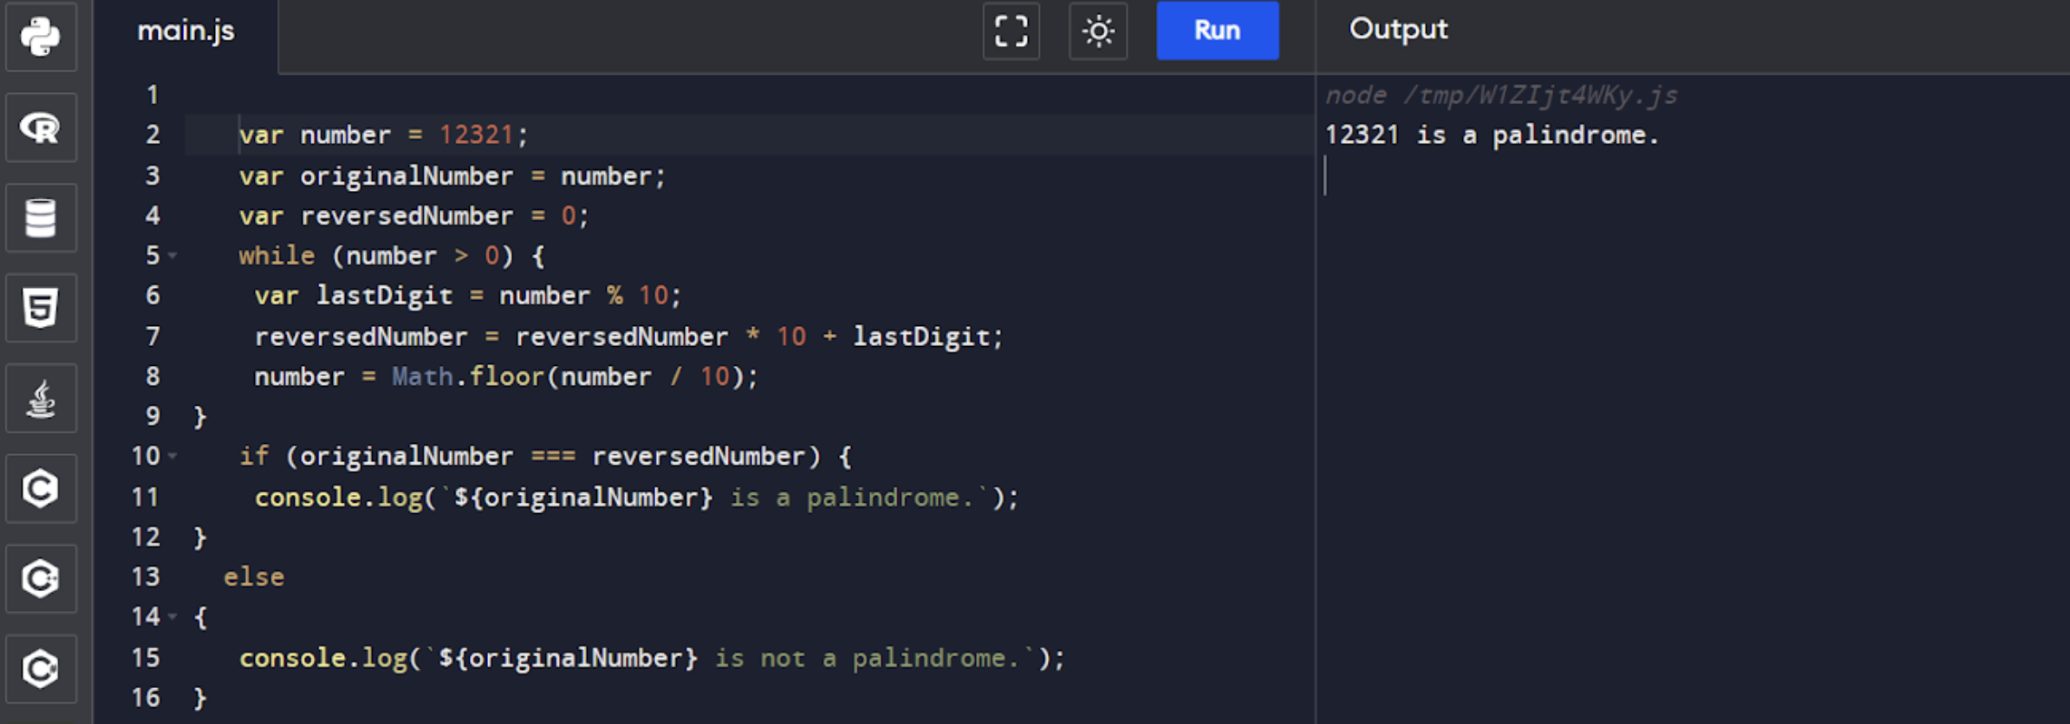 main.js
Run
Output
1
2 var number = 12321;
3 var originalNumber = number;
4 var reversedNumber = 0;
5 while (number > 0) {
6 var lastDigit = number % 10;
7 reversedNumber = reversedNumber * 10 + lastDigit;
8 number = Math.floor(number / 10);
9 }
10 if (originalNumber === reversedNumber) {
11 console.log(`${originalNumber} is a palindrome.`);
12 }
13 else
14 {
15 console.log(`${originalNumber} is not a palindrome.`);
16 }
node /tmp/W1ZIjt4WKy.js
12321 is a palindrome.